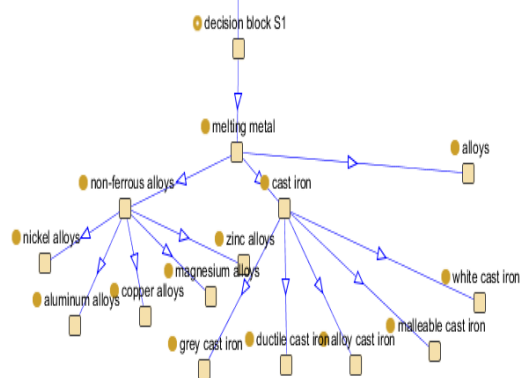 decision block S1
melting metal
alloys
non-ferrous alloys
cast iron
nickel alloys
zinc alloys
magnesium alloys
white cast iron
aluminum alloys
copper alloys
malleable cast iron
grey cast iron
ductile cast iron
alloy cast iron